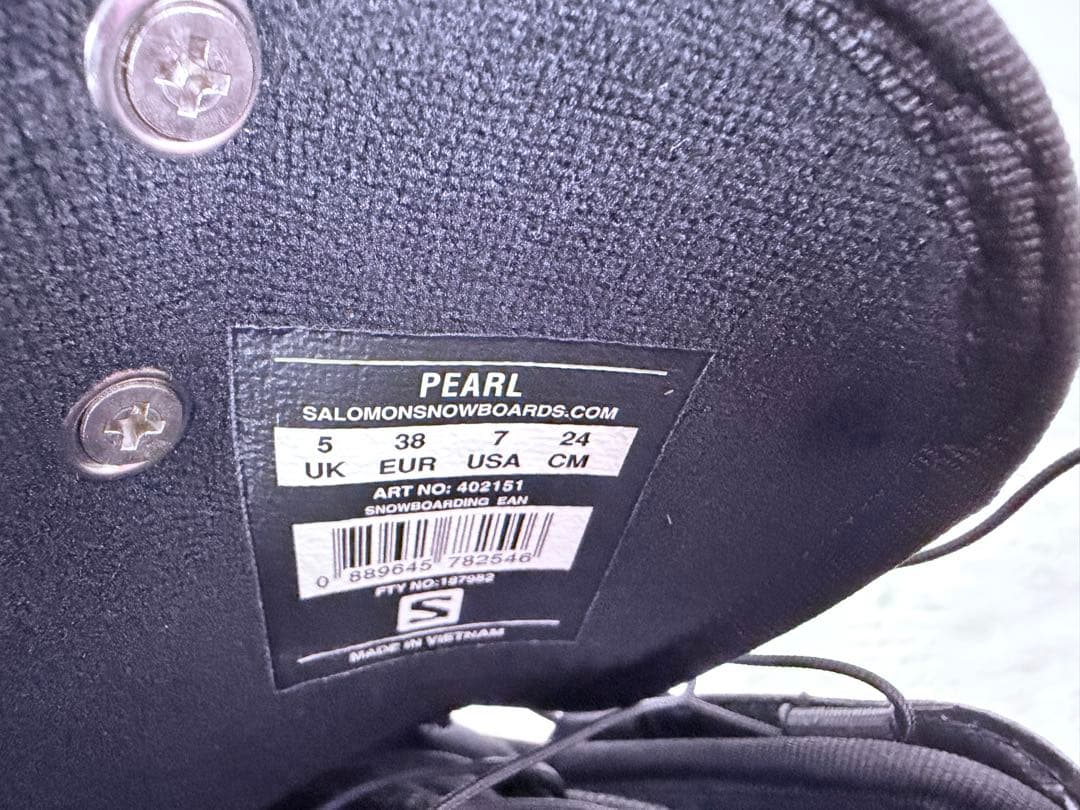 PEARL
SALOMONSNOWBOARDS.COM
5 38 7 24
UK EUR USA CM
ART NO: 402151
SNOWBOARDING EAN
0 889645 782546
FTY NO:187982
S
MADE IN VIETNAM